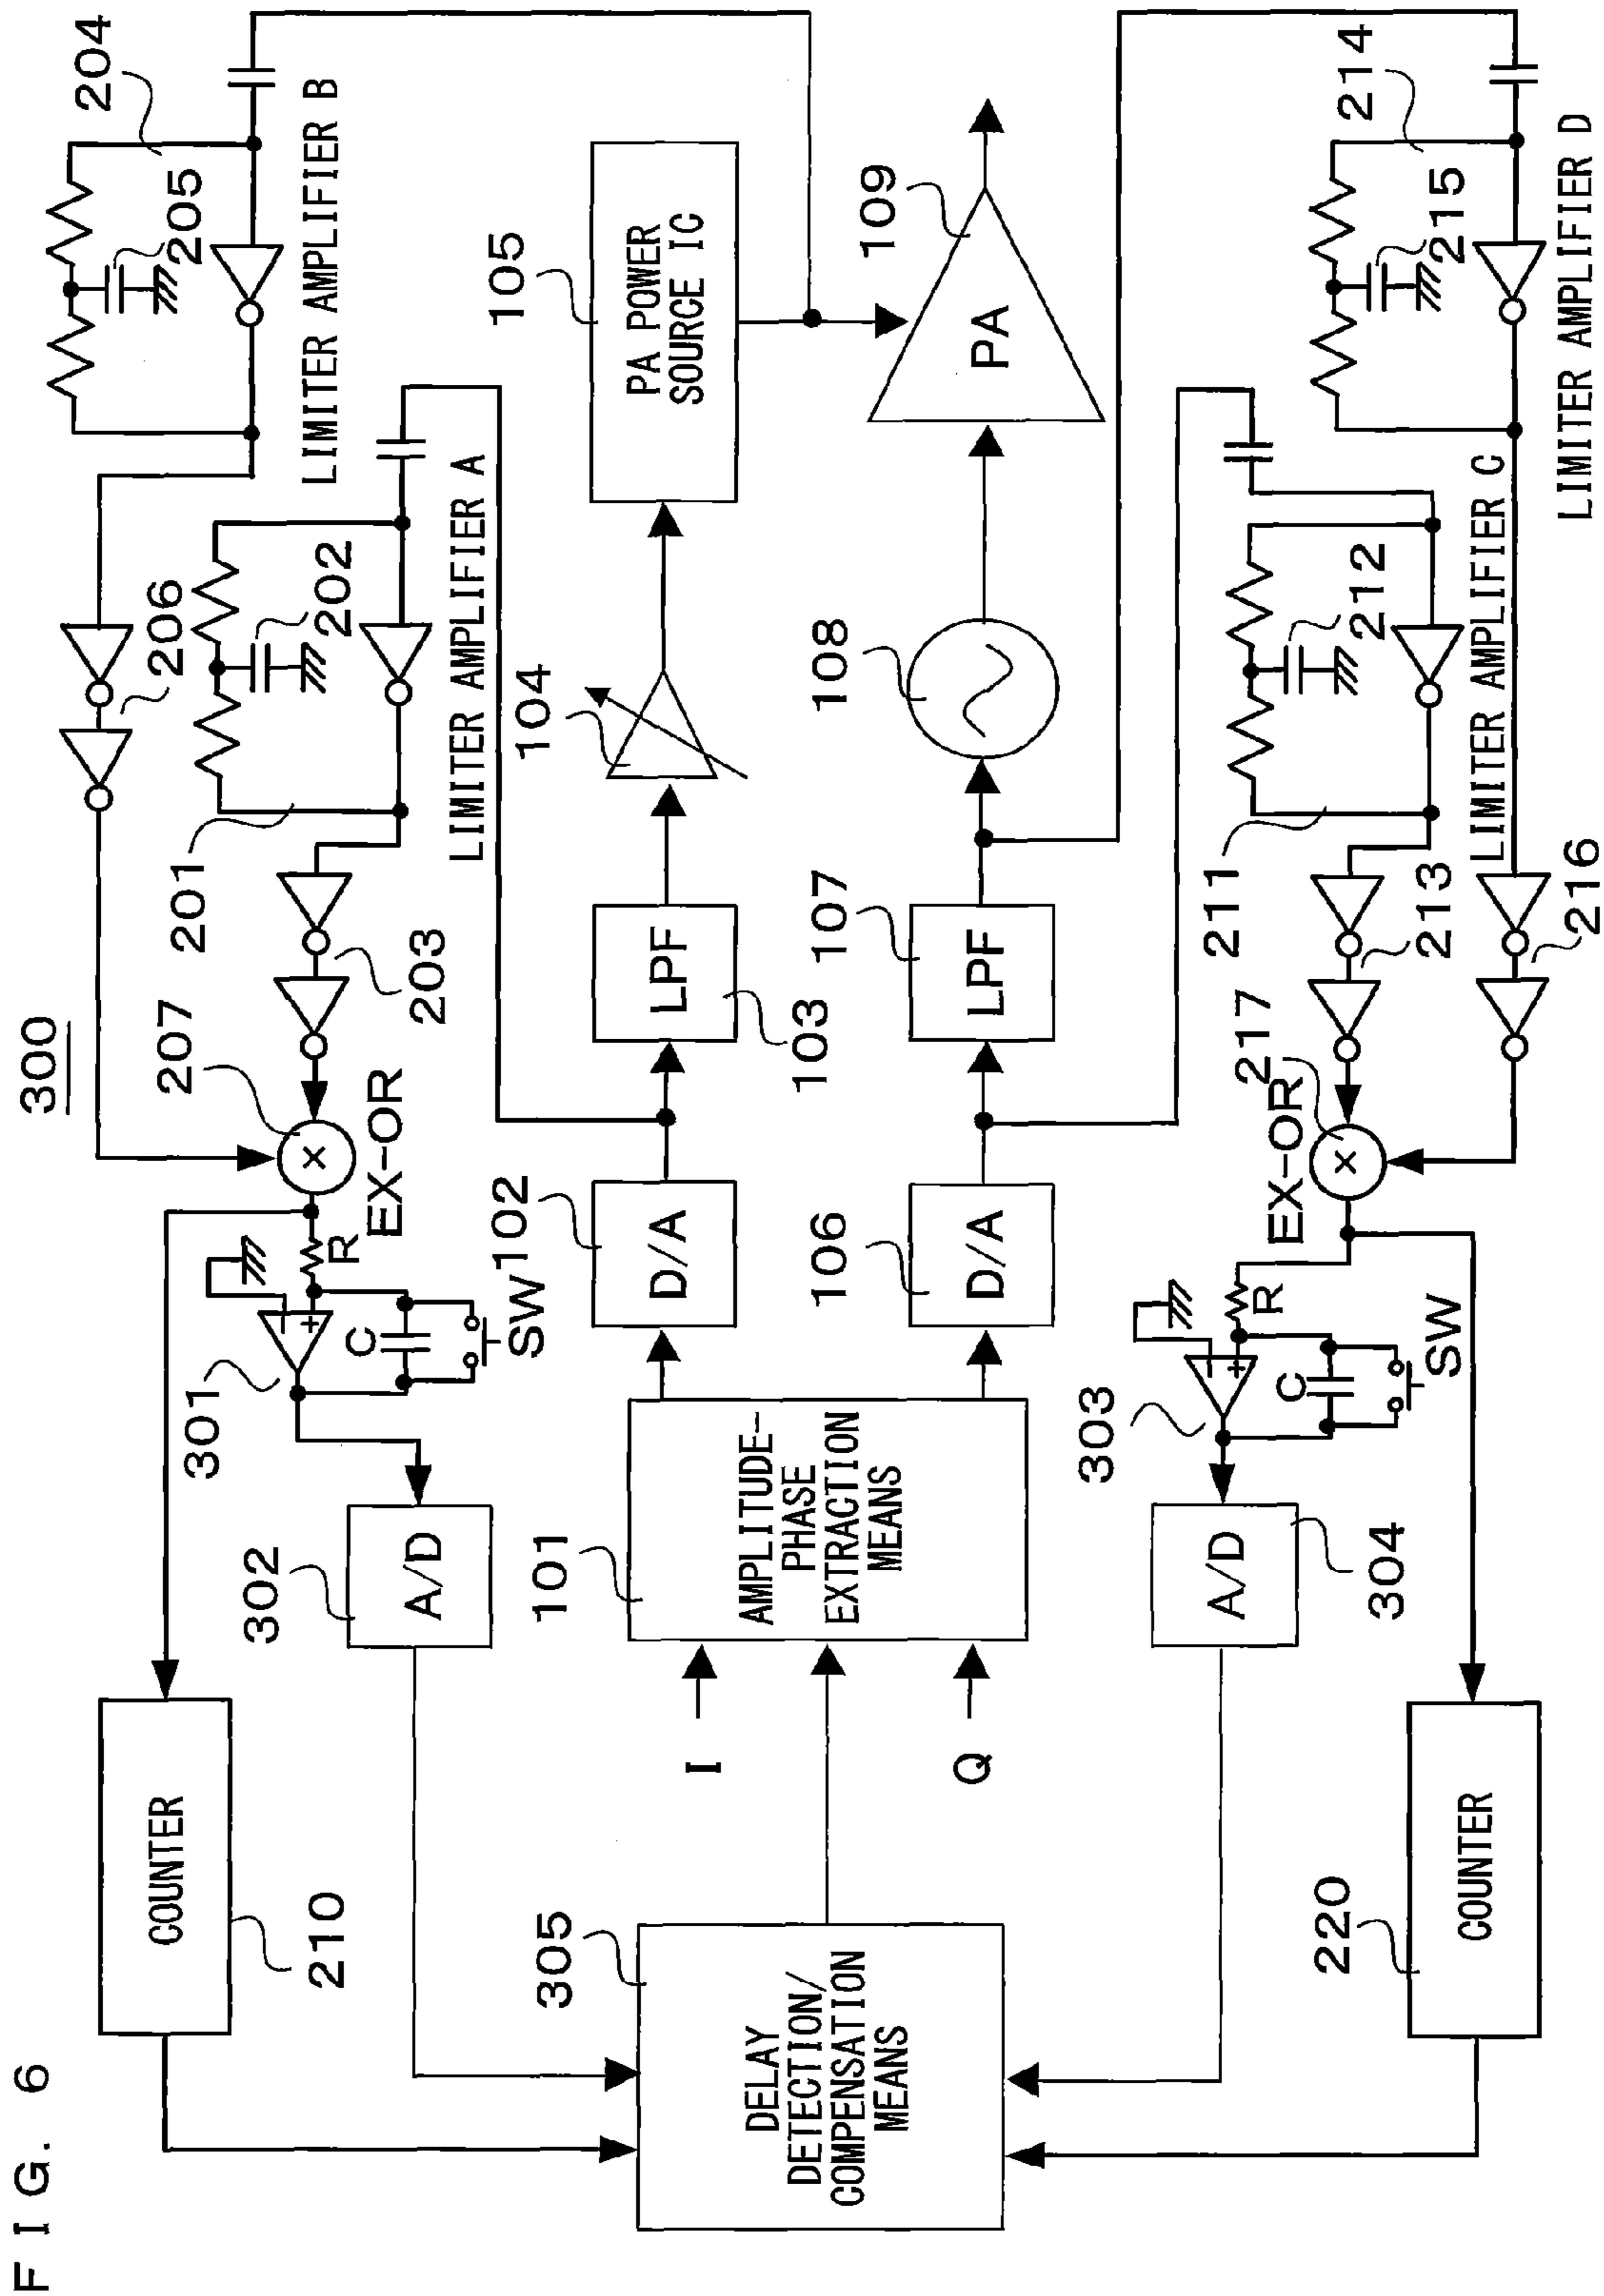 FIG. 6
300
COUNTER
210
206
204
205
LIMITER AMPLIFIER B
207
EX-OR
203
201
202
LIMITER AMPLIFIER A
301
R
+
C
SW
302
A/D
305
DELAY
DETECTION/
COMPENSATION
MEANS
I
Q
101
AMPLITUDE-
PHASE
EXTRACTION
MEANS
102
D/A
103
LPF
104
105
PA POWER
SOURCE IC
106
D/A
107
LPF
108
109
PA
303
R
+
C
SW
304
A/D
EX-OR
217
213
211
212
LIMITER AMPLIFIER C
214
215
216
LIMITER AMPLIFIER D
220
COUNTER